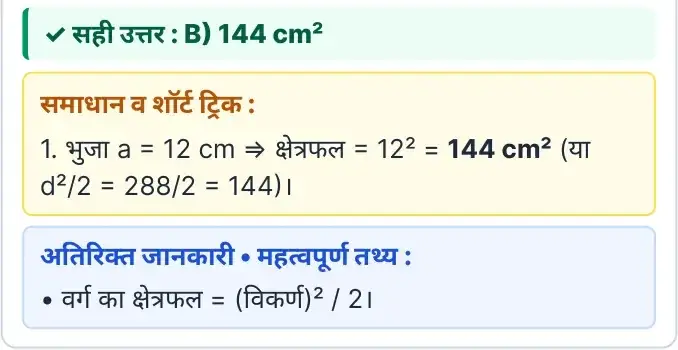 ✓ सही उत्तर : B) 144 cm²
समाधान व शॉर्ट ट्रिक :
1. भुजा a = 12 cm ⇒ क्षेत्रफल = 12² = 144 cm² (या
d²/2 = 288/2 = 144)।
अतिरिक्त जानकारी • महत्वपूर्ण तथ्य :
• वर्ग का क्षेत्रफल = (विकर्ण)² / 2।